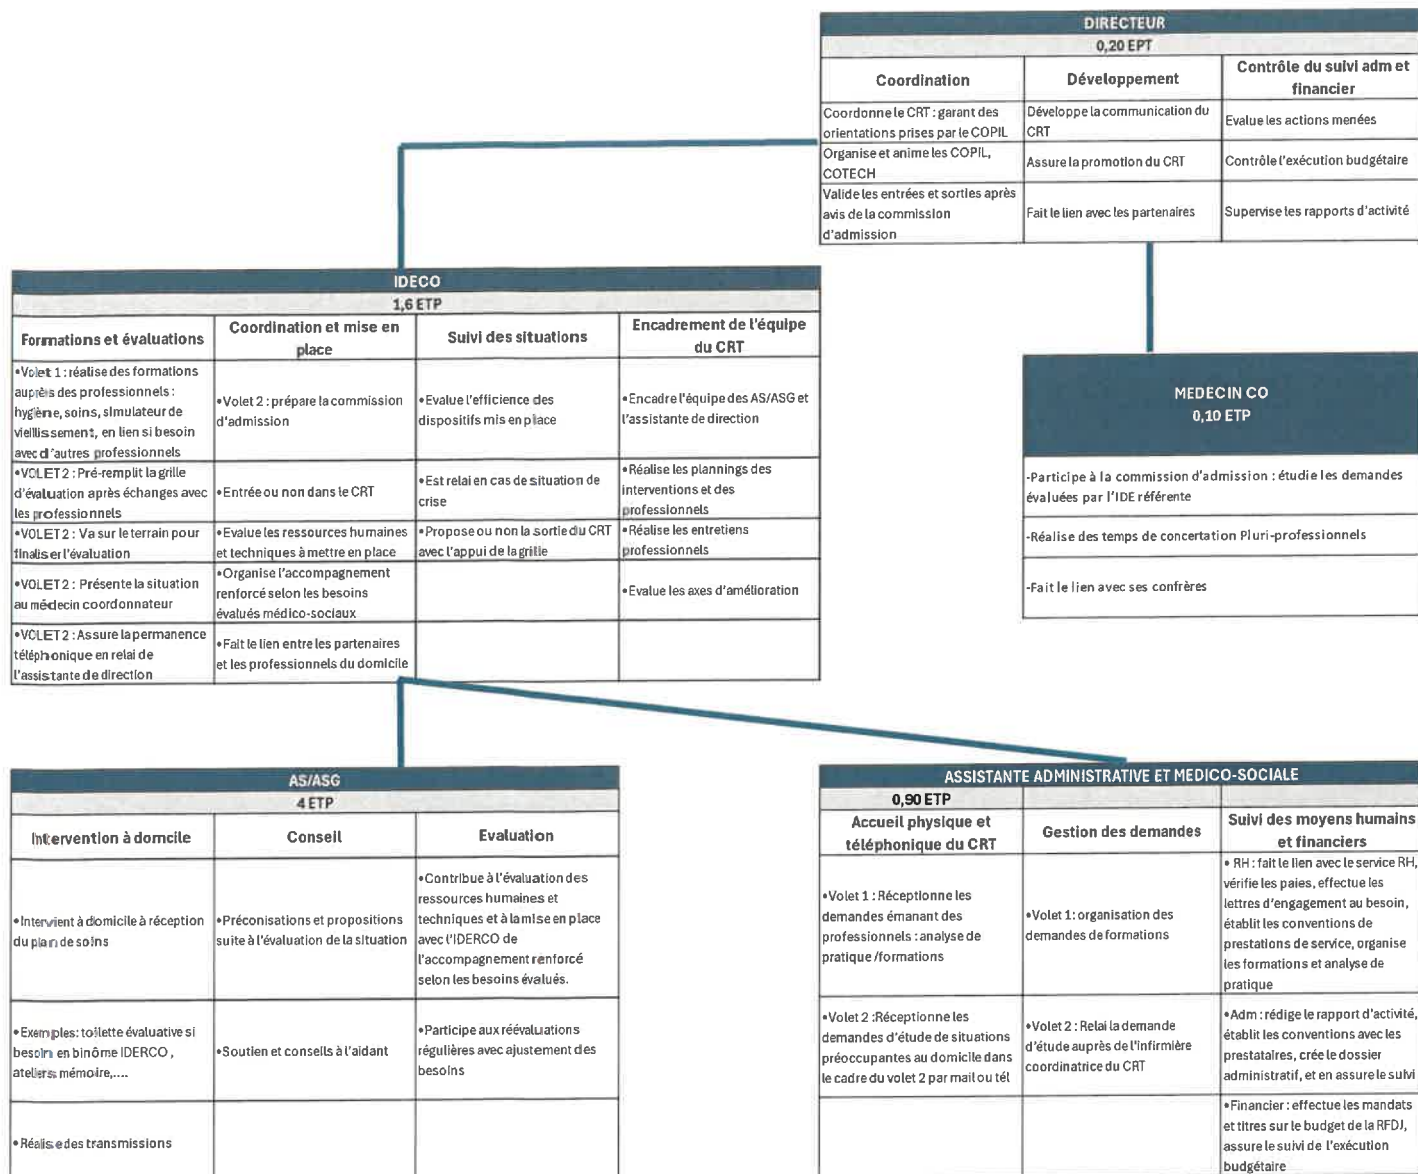 DIRECTEUR
0,20 EPT
Coordination
Développement
Contrôle du suivi adm et
financier
Coordonne le CRT : garant des
orientations prises par le COPIL
Développe la communication du
CRT
Evalue les actions menées
Organise et anime les COPIL,
COTECH
Assure la promotion du CRT
Contrôle l'exécution budgétaire
Valide les entrées et sorties après
avis de la commission
d'admission
Fait le lien avec les partenaires
Supervise les rapports d'activité
IDECO
1,6 ETP
Formations et évaluations
Coordination et mise en
place
Suivi des situations
Encadrement de l'équipe
du CRT
•Volet 1 : réalise des formations
auprès des professionnels :
hygiène, soins, simulateur de
vieillissement, en lien si besoin
avec d'autres professionnels
•Volet 2 : prépare la commission
d'admission
•Evalue l'efficience des
dispositifs mis en place
•Encadre l'équipe des AS/ASG et
l'assistante de direction
•VOLET 2 : Pré-remplit la grille
d'évaluation après échanges avec
les professionnels
•Entrée ou non dans le CRT
•Est relai en cas de situation de
crise
•Réalise les plannings des
interventions et des
professionnels
•VOLET 2 : Va sur le terrain pour
finaliser l'évaluation
•Evalue les ressources humaines
et techniques à mettre en place
•Propose ou non la sortie du CRT
avec l'appui de la grille
•Réalise les entretiens
professionnels
•VOLET 2 : Présente la situation
au médecin coordonnateur
•Organise l'accompagnement
renforcé selon les besoins
évalués médico-sociaux
•Evalue les axes d'amélioration
•VOLET 2 : Assure la permanence
téléphonique en relai de
l'assistante de direction
•Fait le lien entre les partenaires
et les professionnels du domicile
MEDECIN CO
0,10 ETP
-Participe à la commission d'admission : étudie les demandes
évaluées par l'IDE référente
-Réalise des temps de concertation Pluri-professionnels
-Fait le lien avec ses confrères
AS/ASG
4 ETP
Intervention à domcile
Conseil
Evaluation
•Intervient à domicile à réception
du plan de soins
•Préconisations et propositions
suite à l'évaluation de la situation
•Contribue à l'évaluation des
ressources humaines et
techniques et à la mise en place
avec l'IDERCO de
l'accompagnement renforcé
selon les besoins évalués.
•Exemples: toilette évaluative si
besoin en binôme IDERCO ,
ateliers mémoire,....
•Soutien et conseils à l'aidant
•Participe aux réévaluations
régulières avec ajustement des
besoins
•Réalise des transmissions
ASSISTANTE ADMINISTRATIVE ET MEDICO-SOCIALE
0,90 ETP
Accueil physique et
téléphonique du CRT
Gestion des demandes
Suivi des moyens humains
et financiers
•Volet 1 : Réceptionne les
demandes émanant des
professionnels : analyse de
pratique /formations
•Volet 1: organisation des
demandes de formations
• RH : fait le lien avec le service RH,
vérifie les paies, effectue les
lettres d'engagement au besoin,
établit les conventions de
prestations de service, organise
les formations et analyse de
pratique
•Volet 2 :Réceptionne les
demandes d'étude de situations
préoccupantes au domicile dans
le cadre du volet 2 par mail ou tél
•Volet 2 : Relai la demande
d'étude auprès de l'infirmière
coordinatrice du CRT
•Adm : rédige le rapport d'activité,
établit les conventions avec les
prestataires, crée le dossier
administratif, et en assure le suivi
•Financier : effectue les mandats
et titres sur le budget de la RFDJ,
assure le suivi de l'exécution
budgétaire